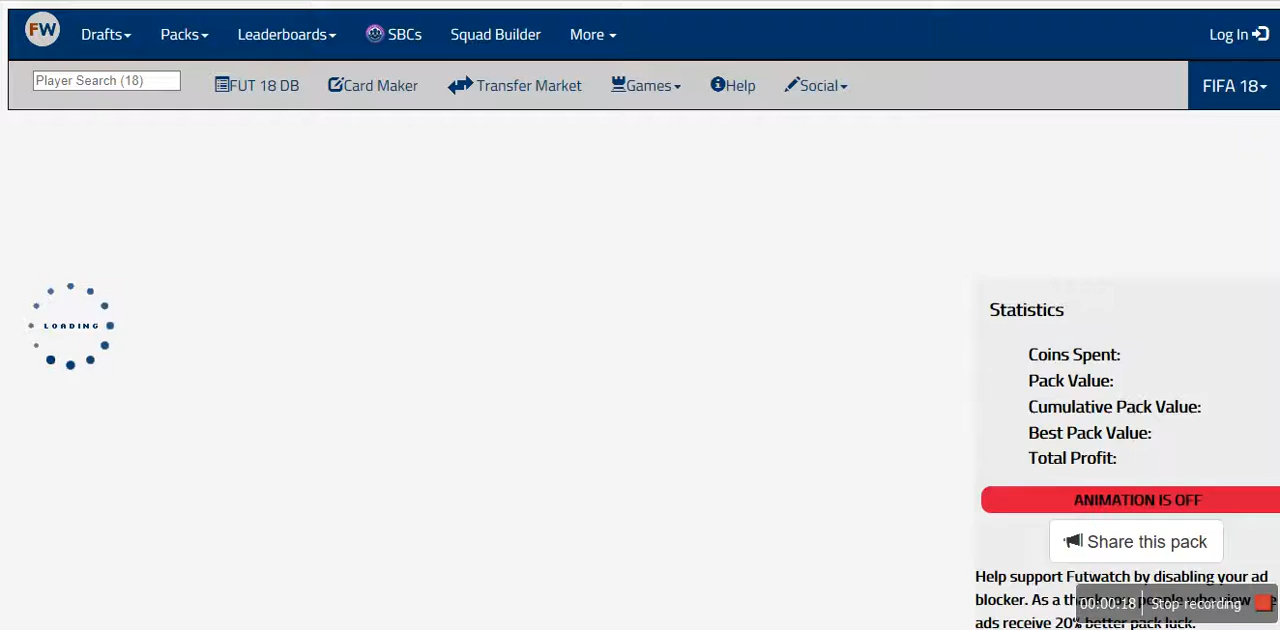 FW Drafts Packs Leaderboards SBCs Squad Builder More Log In
Player Search (18) FUT 18 DB Card Maker Transfer Market Games Help Social FIFA 18
LOADING
Statistics
Coins Spent:
Pack Value:
Cumulative Pack Value:
Best Pack Value:
Total Profit:
ANIMATION IS OFF
Share this pack
Help support Futwatch by disabling your ad
blocker. As a people who view
00:00:18 Stop recording
ads receive 20% better pack luck.